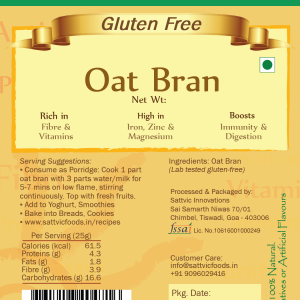 Gluten Free
Oat Bran
Net Wt:
Rich in
Fibre &
Vitamins
High in
Iron, Zinc &
Magnesium
Boosts
Immunity &
Digestion
Serving Suggestions:
• Consume as Porridge: Cook 1 part
oat bran with 3 parts water/milk for
5-7 mins on low flame, stirring
continuously. Top with fresh fruits.
• Add to Yoghurt, Smoothies
• Bake into Breads, Cookies
• www.sattvicfoods.in/recipes
Per Serving (25g)
Calories (kcal) 61.5
Proteins (g) 4.3
Fats (g) 1.8
Fibre (g) 3.9
Carbohydrates (g) 16.6
Ingredients: Oat Bran
(Lab tested gluten-free)
Processed & Packaged by:
Sattvic Innovations
Sai Samarth Niwas 70/01
Chimbel, Tiswadi, Goa - 403006
fssai Lic. No.10616001000249
Customer Care:
info@sattvicfoods.in
+91 9096029416
Pkg. Date:
100% Natural.
or Artificial Flavours
Vitami